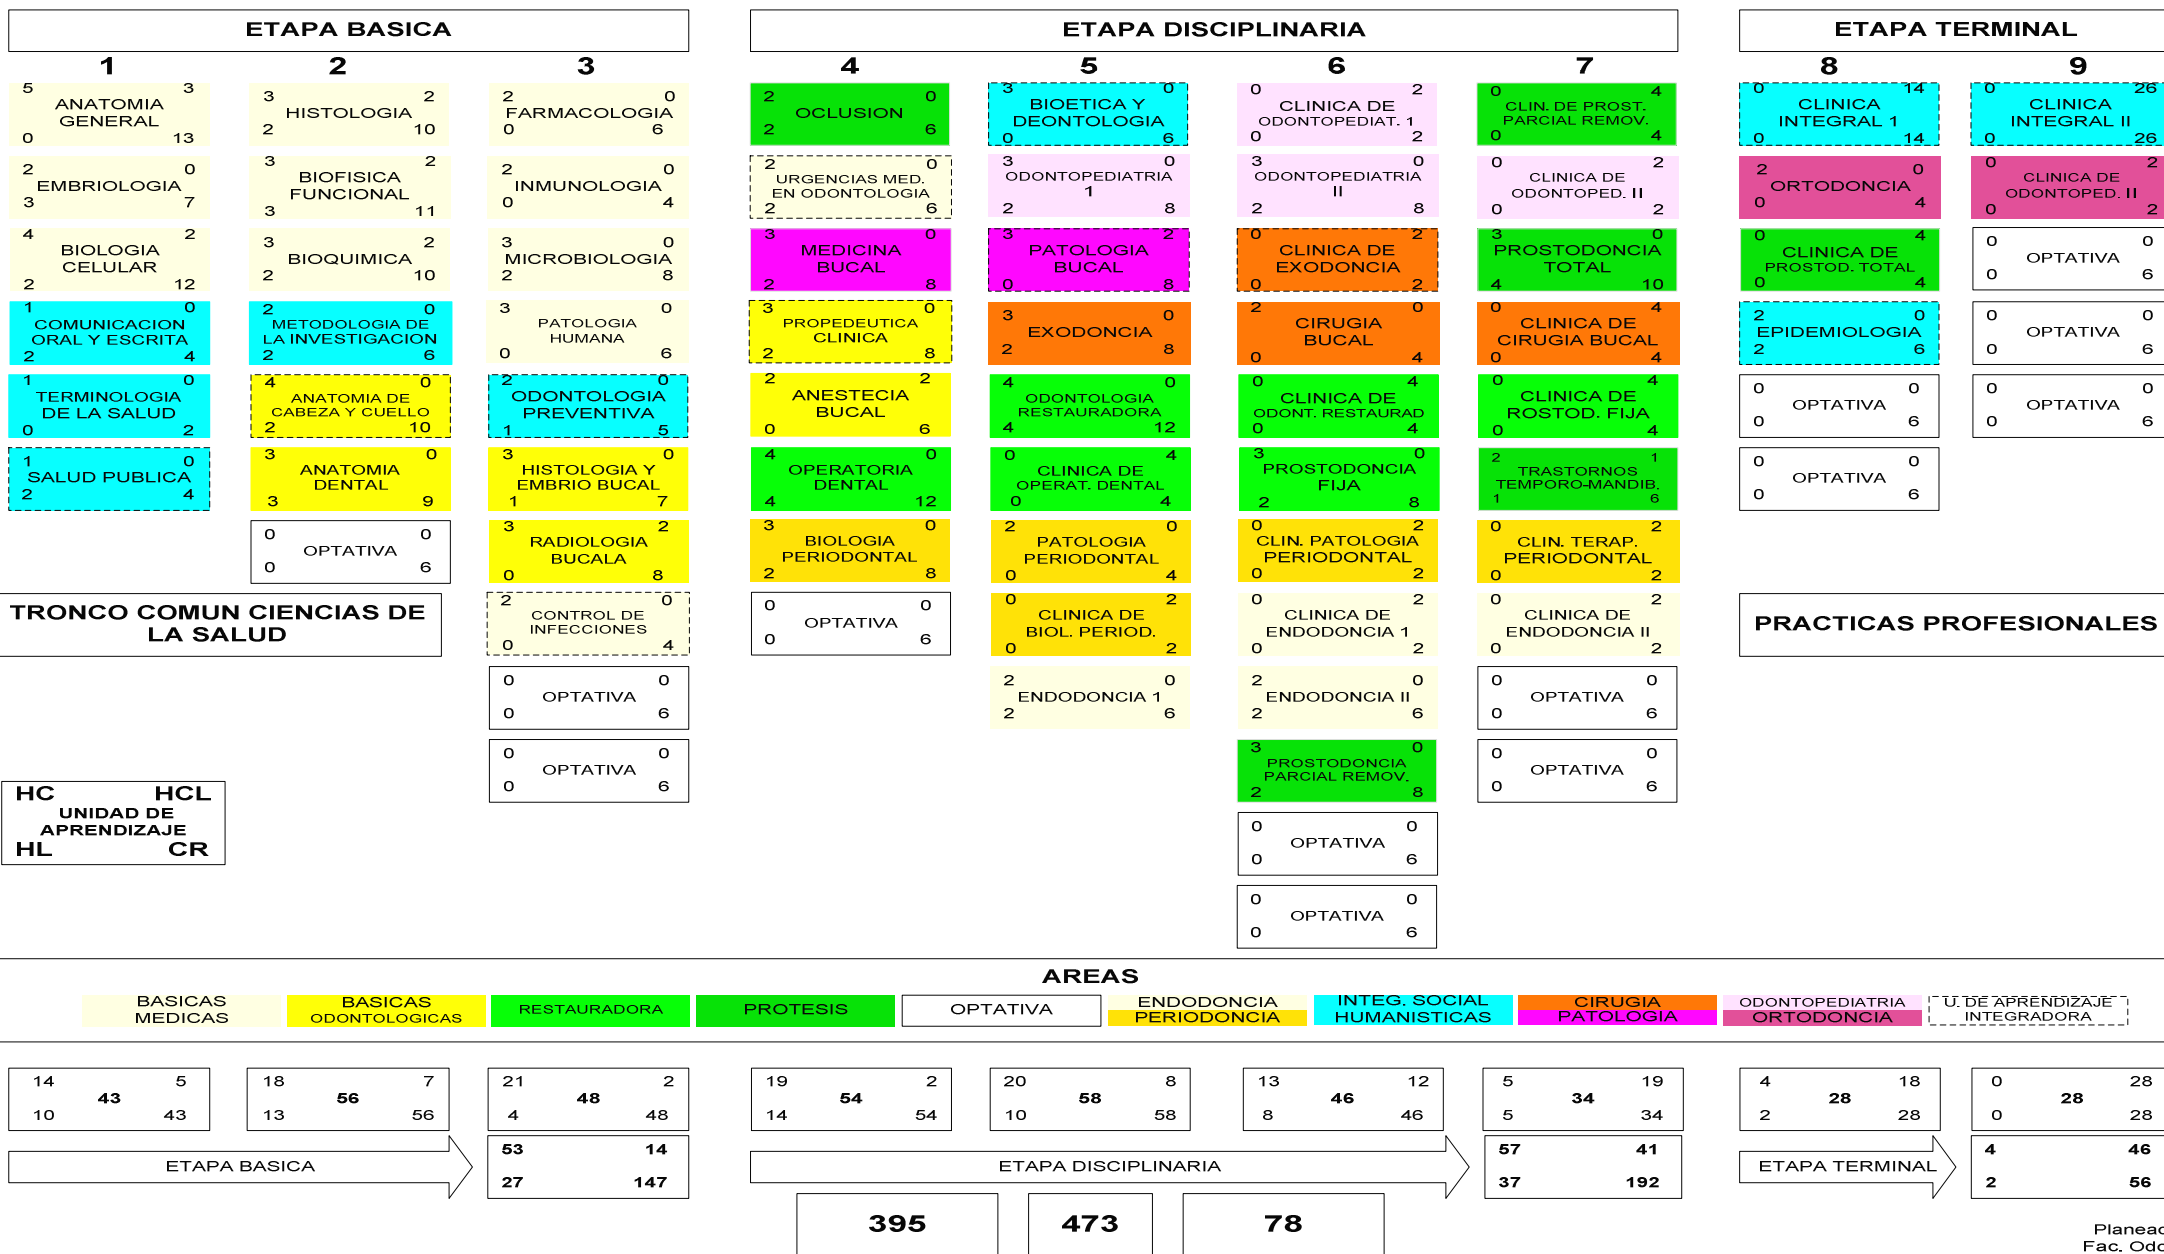 ETAPA BASICA
ETAPA DISCIPLINARIA
ETAPA TERMINAL
1 2 3 4 5 6 7 8 9
5 3
ANATOMIA
GENERAL
0 13
2 0
EMBRIOLOGIA
3 7
4 2
BIOLOGIA
CELULAR
2 12
1 0
COMUNICACION
ORAL Y ESCRITA
2 4
1 0
TERMINOLOGIA
DE LA SALUD
0 2
1 0
SALUD PUBLICA
2 4
3 2
HISTOLOGIA
2 10
3 2
BIOFISICA
FUNCIONAL
3 11
3 2
BIOQUIMICA
2 10
2 0
METODOLOGIA DE
LA INVESTIGACION
2 6
4 0
ANATOMIA DE
CABEZA Y CUELLO
2 10
3 0
ANATOMIA
DENTAL
3 9
0 0
OPTATIVA
0 6
TRONCO COMUN CIENCIAS DE
LA SALUD
2 0
FARMACOLOGIA
0 6
2 0
INMUNOLOGIA
0 4
3 0
MICROBIOLOGIA
2 8
3 0
PATOLOGIA
HUMANA
0 6
2 0
ODONTOLOGIA
PREVENTIVA
1 5
3 0
HISTOLOGIA Y
EMBRIO BUCAL
1 7
3 2
RADIOLOGIA
BUCALA
0 8
2 0
CONTROL DE
INFECCIONES
0 4
0 0
OPTATIVA
0 6
0 0
OPTATIVA
0 6
2 0
OCLUSION
2 6
2 0
URGENCIAS MED.
EN ODONTOLOGIA
2 6
3 0
MEDICINA
BUCAL
2 8
3 0
PROPEDEUTICA
CLINICA
2 8
2 2
ANESTECIA
BUCAL
0 6
4 0
OPERATORIA
DENTAL
4 12
3 0
BIOLOGIA
PERIODONTAL
2 8
0 0
OPTATIVA
0 6
3 0
BIOETICA Y
DEONTOLOGIA
0 6
3 0
ODONTOPEDIATRIA
1
2 8
3 2
PATOLOGIA
BUCAL
0 8
3 0
EXODONCIA
2 8
4 0
ODONTOLOGIA
RESTAURADORA
4 12
0 4
CLINICA DE
OPERAT. DENTAL
0 4
2 0
PATOLOGIA
PERIODONTAL
0 4
0 2
CLINICA DE
BIOL. PERIOD.
0 2
2 0
ENDODONCIA 1
2 6
0 2
CLINICA DE
ODONTOPEDIAT. 1
0 2
3 0
ODONTOPEDIATRIA
II
2 8
0 2
CLINICA DE
EXODONCIA
0 2
2 0
CIRUGIA
BUCAL
0 4
0 4
CLINICA DE
ODONT. RESTAURAD
0 4
3 0
PROSTODONCIA
FIJA
2 8
0 2
CLIN. PATOLOGIA
PERIODONTAL
0 2
0 2
CLINICA DE
ENDODONCIA 1
0 2
2 0
ENDODONCIA II
2 6
3 0
PROSTODONCIA
PARCIAL REMOV.
2 8
0 0
OPTATIVA
0 6
0 0
OPTATIVA
0 6
0 4
CLIN. DE PROST.
PARCIAL REMOV.
0 4
0 2
CLINICA DE
ODONTOPED. II
0 2
3 0
PROSTODONCIA
TOTAL
4 10
0 4
CLINICA DE
CIRUGIA BUCAL
0 4
0 4
CLINICA DE
ROSTOD. FIJA
0 4
2 1
TRASTORNOS
TEMPORO-MANDIB.
1 6
0 2
CLIN. TERAP.
PERIODONTAL
0 2
0 2
CLINICA DE
ENDODONCIA II
0 2
0 0
OPTATIVA
0 6
0 0
OPTATIVA
0 6
0 14
CLINICA
INTEGRAL 1
0 14
2 0
ORTODONCIA
0 4
0 4
CLINICA DE
PROSTOD. TOTAL
0 4
2 0
EPIDEMIOLOGIA
2 6
0 0
OPTATIVA
0 6
0 0
OPTATIVA
0 6
0 26
CLINICA
INTEGRAL II
0 26
0 2
CLINICA DE
ODONTOPED. II
0 2
0 0
OPTATIVA
0 6
0 0
OPTATIVA
0 6
0 0
OPTATIVA
0 6
PRACTICAS PROFESIONALES
HC HCL
UNIDAD DE
APRENDIZAJE
HL CR
AREAS
BASICAS
MEDICAS
BASICAS
ODONTOLOGICAS
RESTAURADORA
PROTESIS
OPTATIVA
ENDODONCIA
PERIODONCIA
INTEG. SOCIAL
HUMANISTICAS
CIRUGIA
PATOLOGIA
ODONTOPEDIATRIA
ORTODONCIA
U. DE APRENDIZAJE
INTEGRADORA
14 5
43
10 43
18 7
56
13 56
21 2
48
4 48
19 2
54
14 54
20 8
58
10 58
13 12
46
8 46
5 19
34
5 34
4 18
28
2 28
0 28
28
0 28
ETAPA BASICA
53 14
27 147
ETAPA DISCIPLINARIA
57 41
37 192
ETAPA TERMINAL
4 46
2 56
395 473 78
Planeac
Fac. Odo